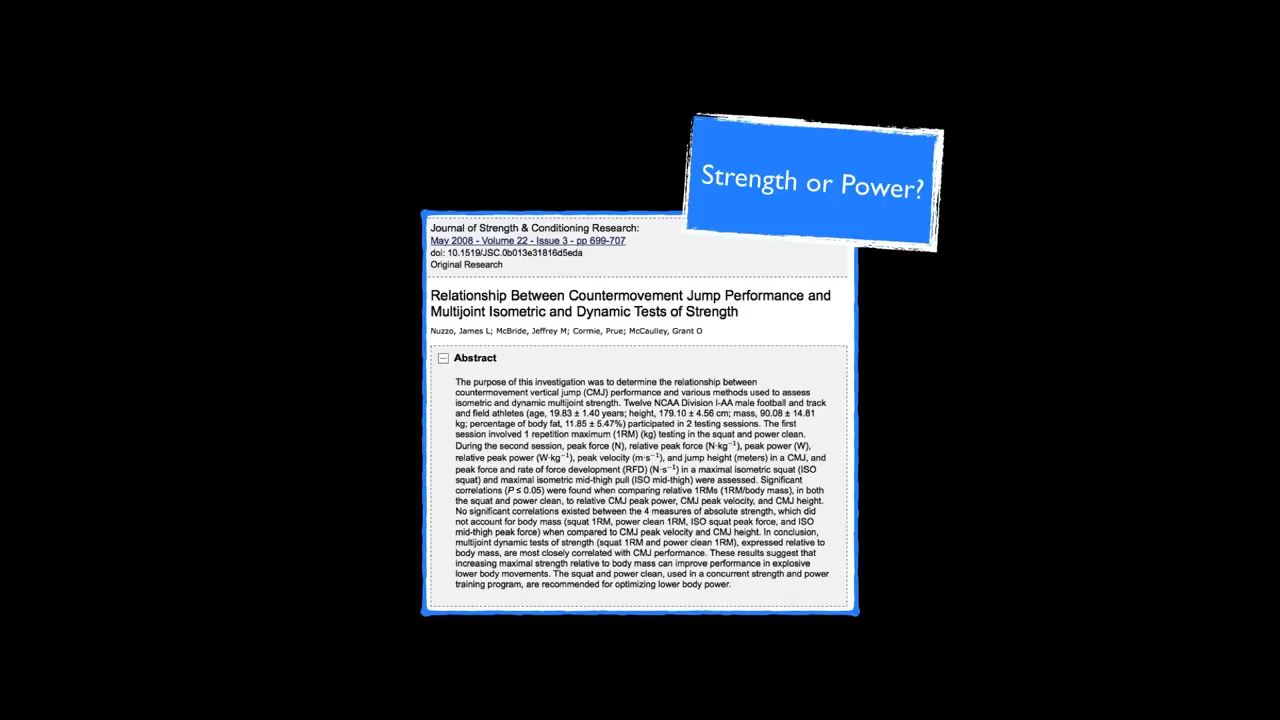 Strength or Power?
Journal of Strength & Conditioning Research:
May 2008 - Volume 22 - Issue 3 - pp 699-707
doi: 10.1519/JSC.0b013e31816d5eda
Original Research
Relationship Between Countermovement Jump Performance and
Multijoint Isometric and Dynamic Tests of Strength
Nuzzo, James L; McBride, Jeffrey M; Cormie, Prue; McCaulley, Grant O
Abstract
The purpose of this investigation was to determine the relationship between
countermovement vertical jump (CMJ) performance and various methods used to assess
isometric and dynamic multijoint strength. Twelve NCAA Division I-AA male football and track
and field athletes (age, 19.83 ± 1.40 years; height, 179.10 ± 4.56 cm; mass, 90.08 ± 14.81
kg; percentage of body fat, 11.85 ± 5.47%) participated in 2 testing sessions. The first
session involved 1 repetition maximum (1RM) (kg) testing in the squat and power clean.
During the second session, peak force (N), relative peak force (N·kg⁻¹), peak power (W),
relative peak power (W·kg⁻¹), peak velocity (m·s⁻¹), and jump height (meters) in a CMJ, and
peak force and rate of force development (RFD) (N·s⁻¹) in a maximal isometric squat (ISO
squat) and maximal isometric mid-thigh pull (ISO mid-thigh) were assessed. Significant
correlations (P ≤ 0.05) were found when comparing relative 1RMs (1RM/body mass), in both
the squat and power clean, to relative CMJ peak power, CMJ peak velocity, and CMJ height.
No significant correlations existed between the 4 measures of absolute strength, which did
not account for body mass (squat 1RM, power clean 1RM, ISO squat peak force, and ISO
mid-thigh peak force) when compared to CMJ peak velocity and CMJ height. In conclusion,
multijoint dynamic tests of strength (squat 1RM and power clean 1RM), expressed relative to
body mass, are most closely correlated with CMJ performance. These results suggest that
increasing maximal strength relative to body mass can improve performance in explosive
lower body movements. The squat and power clean, used in a concurrent strength and power
training program, are recommended for optimizing lower body power.